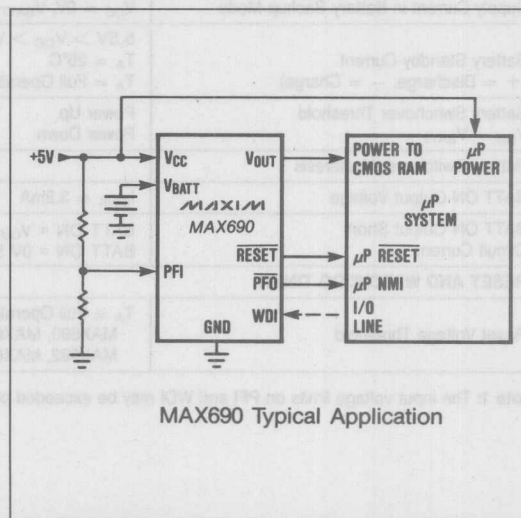 +5V
VCC
VBATT
MAXIM
MAX690
PFI
GND
VOUT
RESET
PFO
WDI
POWER TO
CMOS RAM
µP
POWER
µP
SYSTEM
µP RESET
µP NMI
I/O
LINE
MAX690 Typical Application